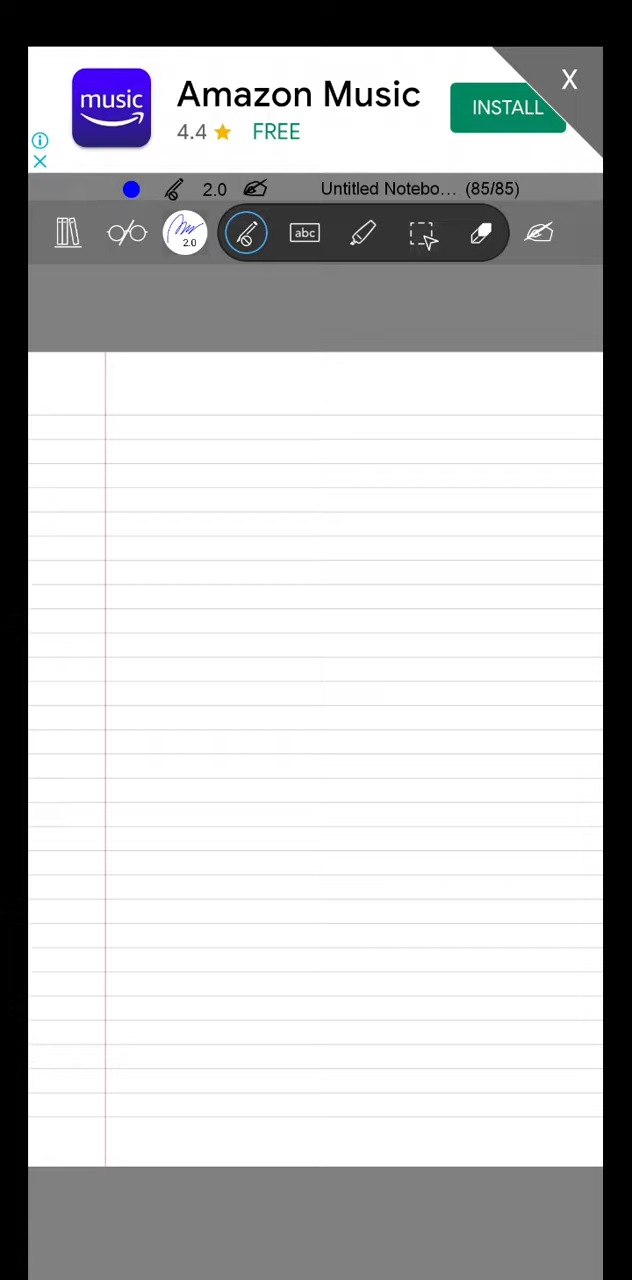 music
Amazon Music
4.4 ★ FREE
INSTALL
X
2.0
Untitled Notebo... (85/85)
2.0
abc